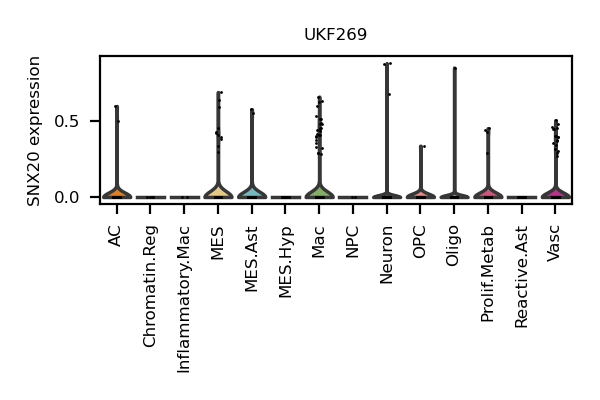 UKF269
SNX20 expression
0.5
0.0
AC
Chromatin.Reg
Inflammatory.Mac
MES
MES.Ast
MES.Hyp
Mac
NPC
Neuron
OPC
Oligo
Prolif.Metab
Reactive.Ast
Vasc